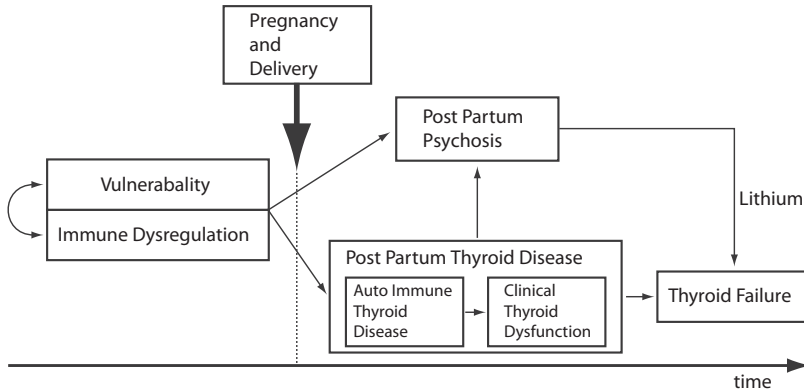 Pregnancy
and
Delivery
Post Partum
Psychosis
Vulnerabality
Lithium
Immune Dysregulation
Post Partum Thyroid Disease
Auto Immune
Thyroid
Disease
Clinical
Thyroid
Dysfunction
Thyroid Failure
time